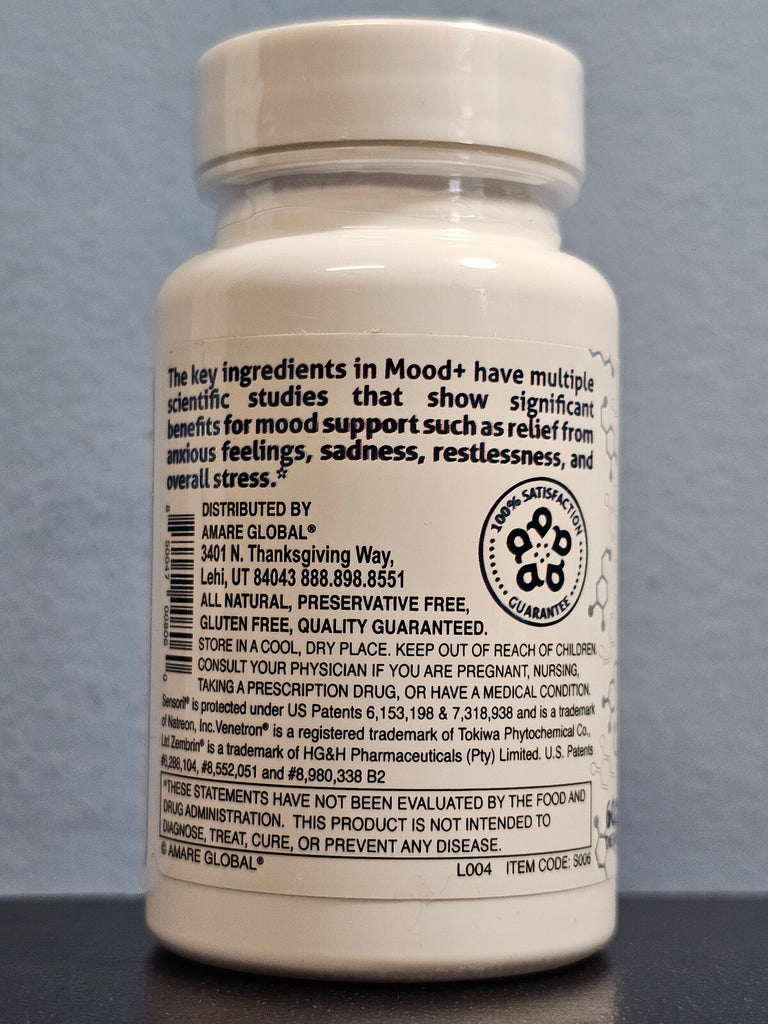 The key ingredients in Mood+ have multiple
scientific studies that show significant
benefits for mood support such as relief from
anxious feelings, sadness, restlessness, and
overall stress.*
100% SATISFACTION
GUARANTEE
DISTRIBUTED BY
AMARE GLOBAL®
3401 N. Thanksgiving Way,
Lehi, UT 84043 888.898.8551
ALL NATURAL, PRESERVATIVE FREE,
GLUTEN FREE, QUALITY GUARANTEED.
STORE IN A COOL, DRY PLACE. KEEP OUT OF REACH OF CHILDREN.
CONSULT YOUR PHYSICIAN IF YOU ARE PREGNANT, NURSING,
TAKING A PRESCRIPTION DRUG, OR HAVE A MEDICAL CONDITION.
Sensoril® is protected under US Patents 6,153,198 & 7,318,938 and is a trademark
of Natreon, Inc. Venetron® is a registered trademark of Tokiwa Phytochemical Co.,
Ltd Zembrin® is a trademark of HG&H Pharmaceuticals (Pty) Limited. U.S. Patents
#6,288,104, #8,552,051 and #8,980,338 B2
*THESE STATEMENTS HAVE NOT BEEN EVALUATED BY THE FOOD AND
DRUG ADMINISTRATION. THIS PRODUCT IS NOT INTENDED TO
DIAGNOSE, TREAT, CURE, OR PREVENT ANY DISEASE.
© AMARE GLOBAL®
L004 ITEM CODE: S006